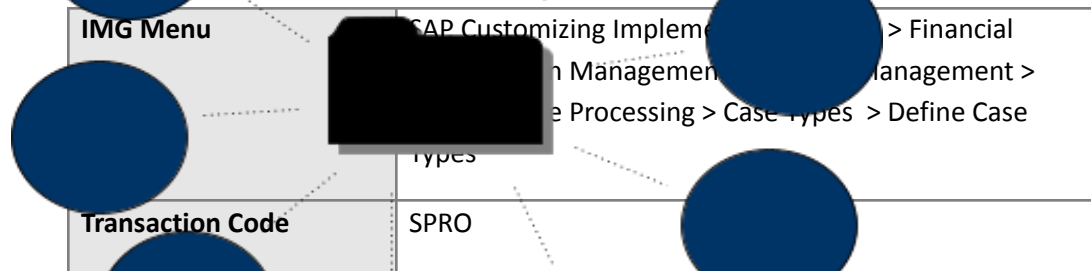 IMG Menu
SAP Customizing Impleme > Financial
Managemen anagement >
Processing > Case Types > Define Case
Types
Transaction Code
SPRO